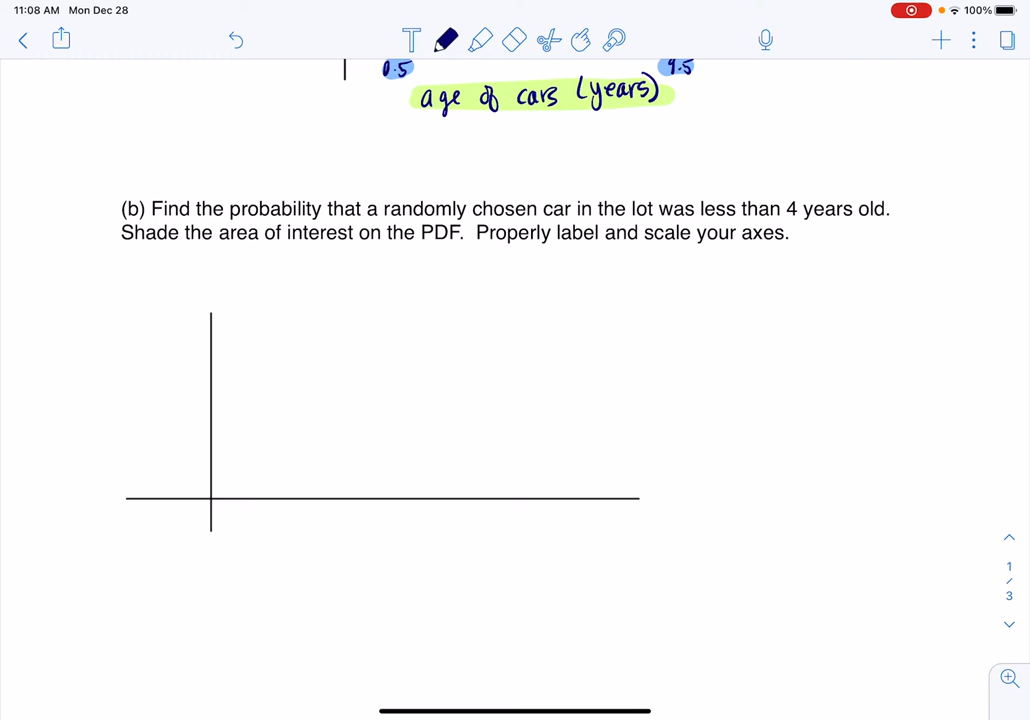 11:08 AM Mon Dec 28
100%
T
0.5 9.5
age of cars (years)
(b) Find the probability that a randomly chosen car in the lot was less than 4 years old.
Shade the area of interest on the PDF. Properly label and scale your axes.
1
/
3